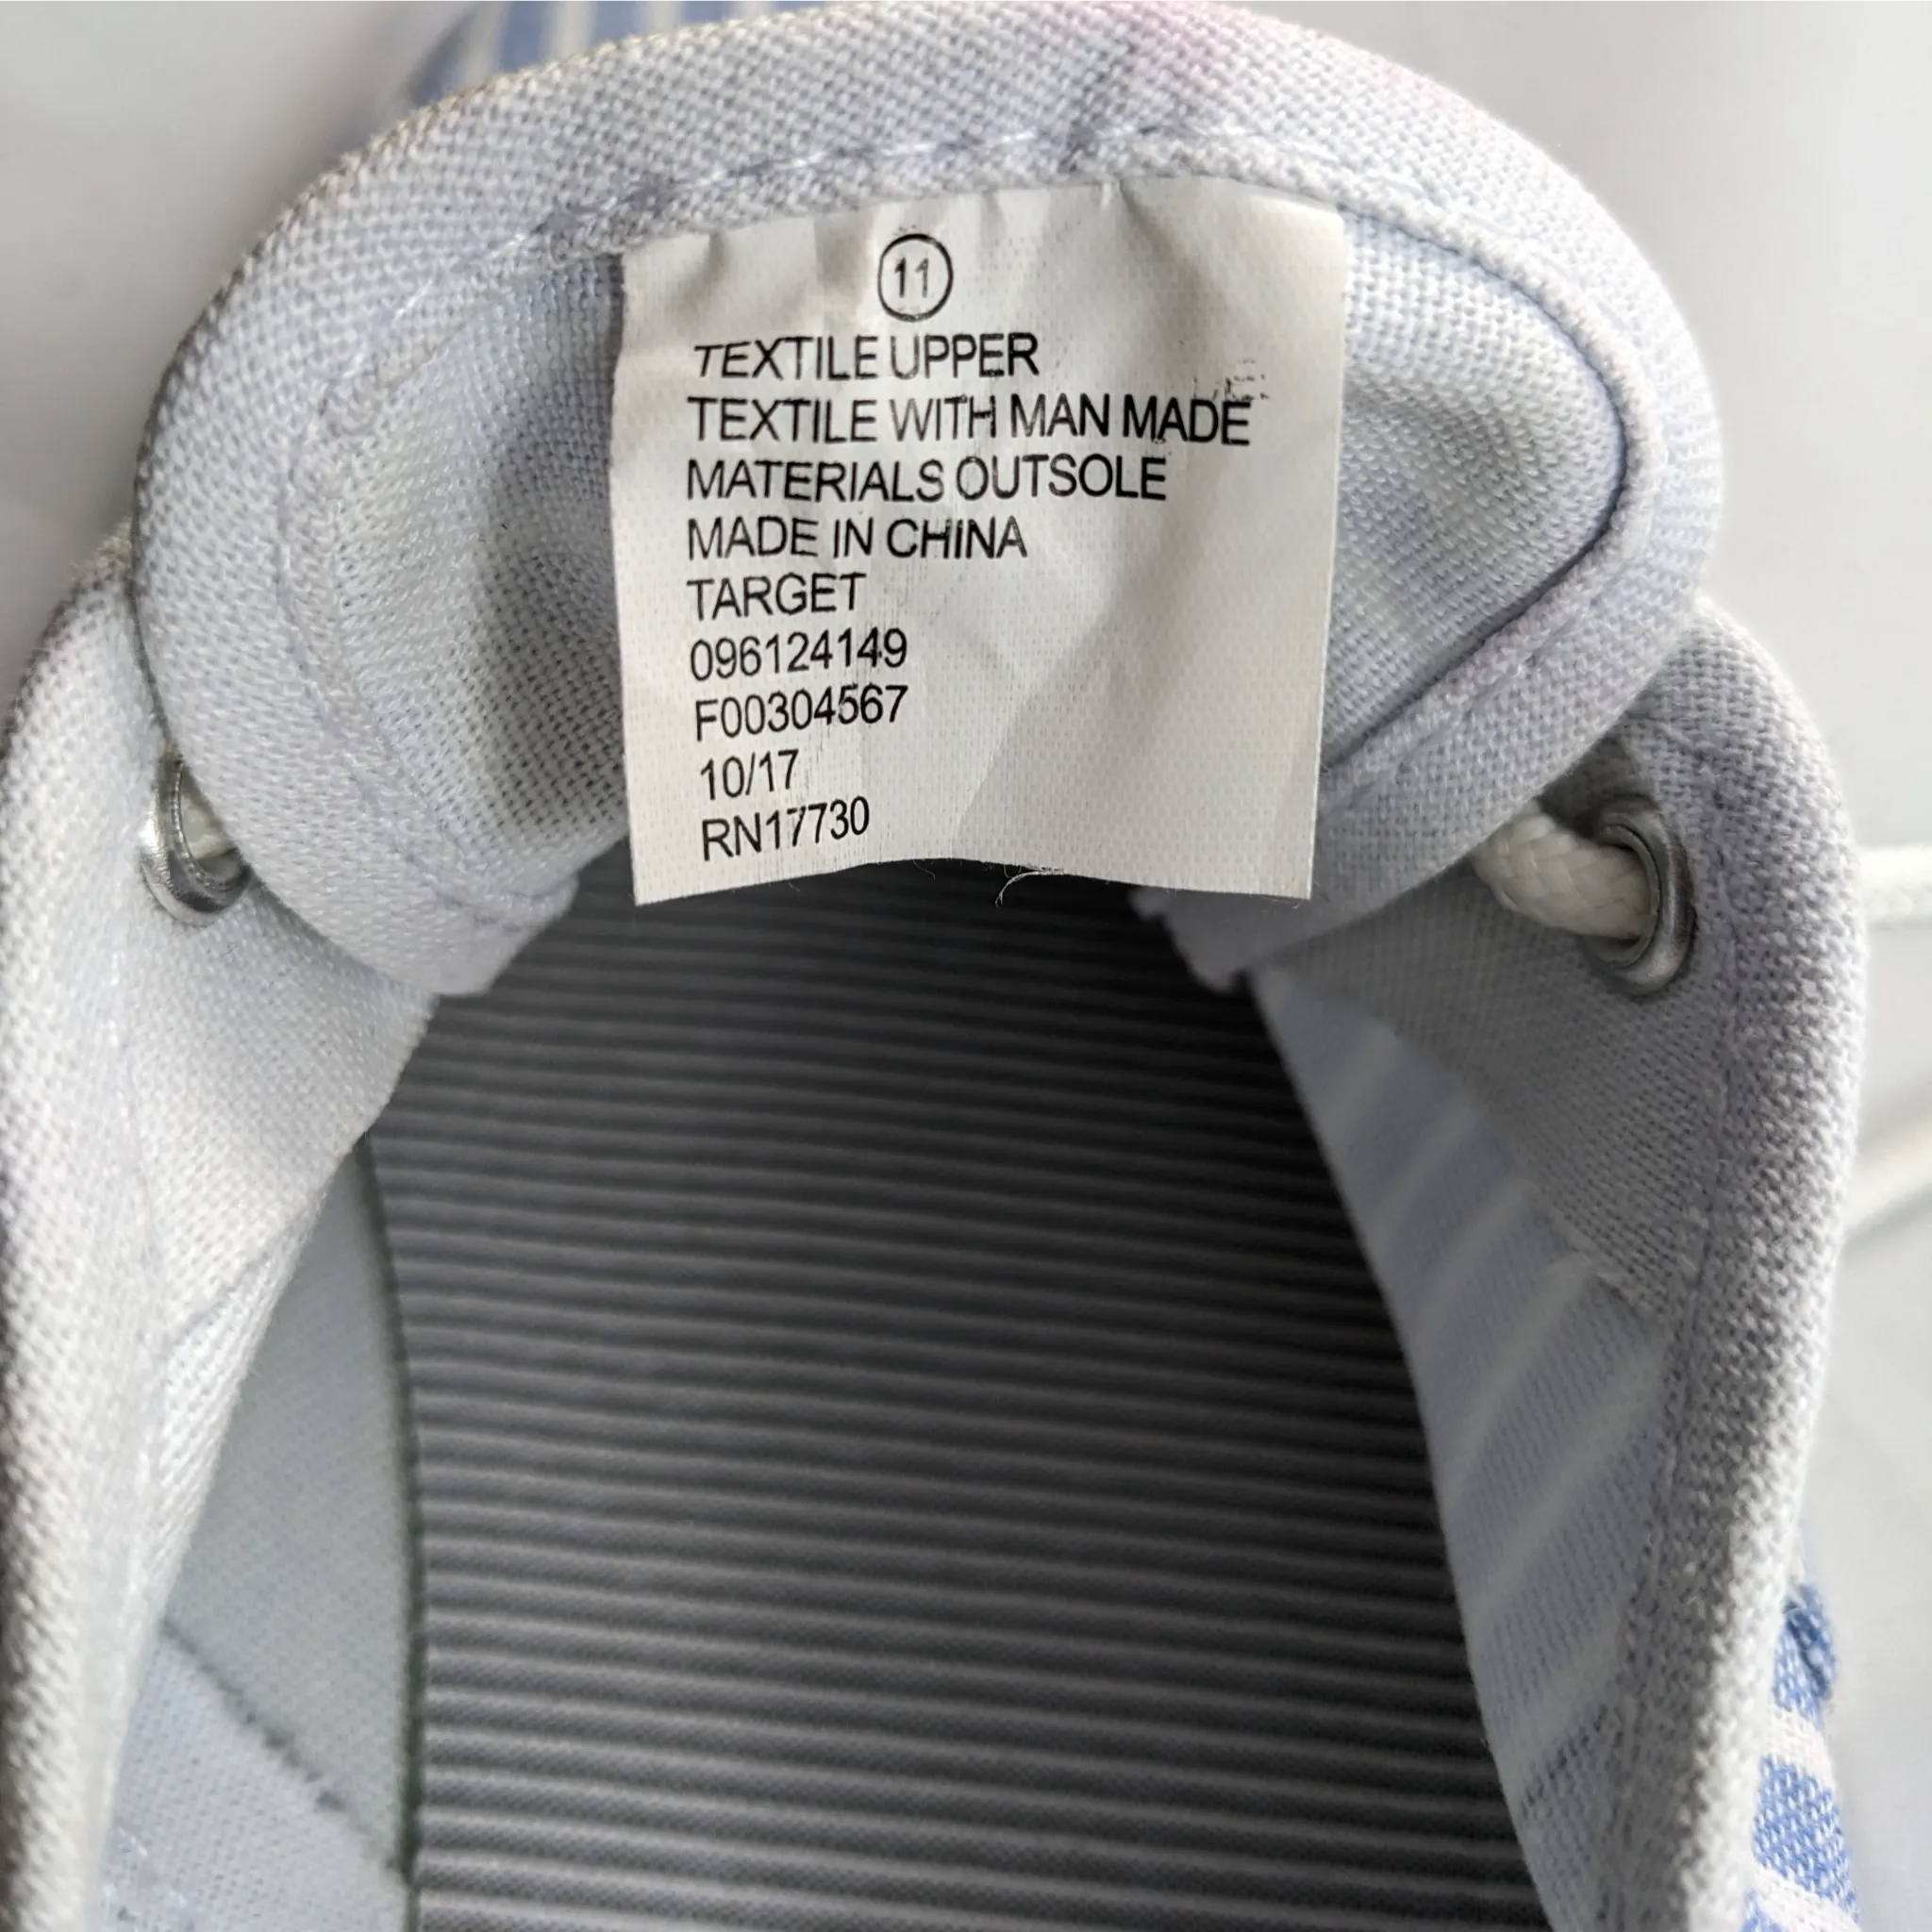 11
TEXTILE UPPER
TEXTILE WITH MAN MADE
MATERIALS OUTSOLE
MADE IN CHINA
TARGET
096124149
F00304567
10/17
RN17730